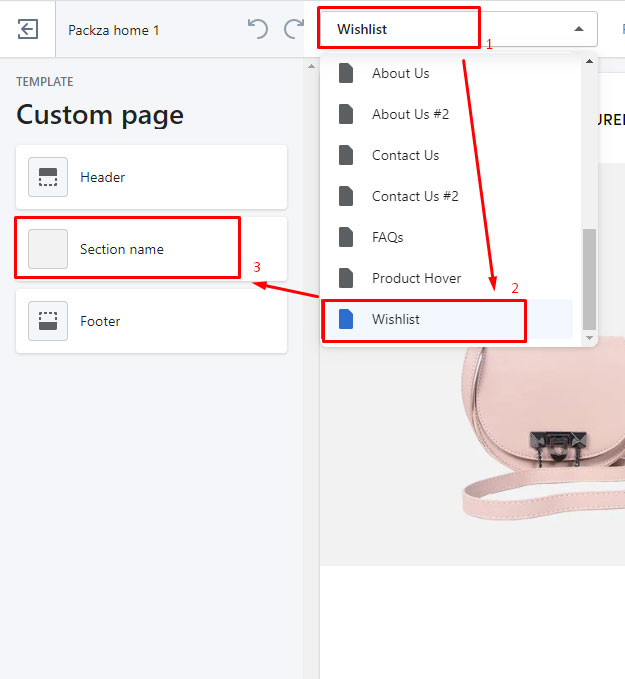 Packza home 1
Wishlist
1
TEMPLATE
Custom page
Header
Section name
Footer
About Us
About Us #2
Contact Us
Contact Us #2
FAQs
Product Hover
2
Wishlist
3